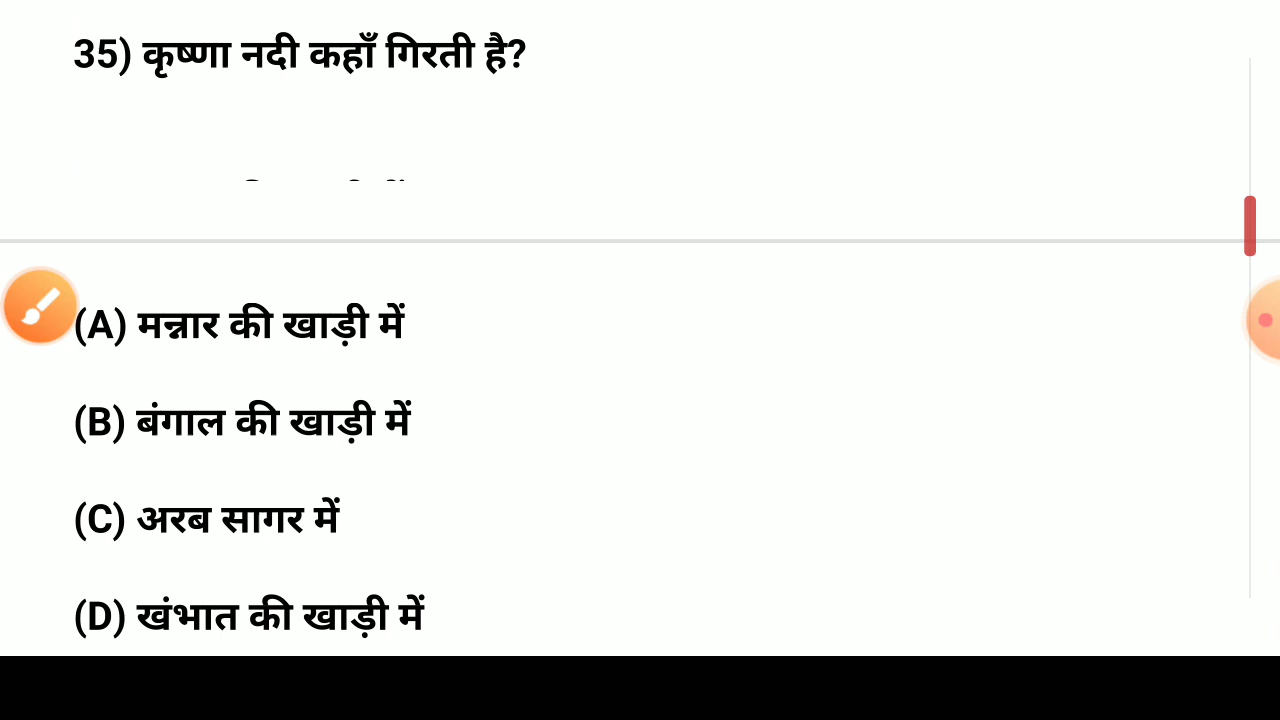 35) कृष्णा नदी कहाँ गिरती है?
(A) मन्नार की खाड़ी में
(B) बंगाल की खाड़ी में
(C) अरब सागर में
(D) खंभात की खाड़ी में